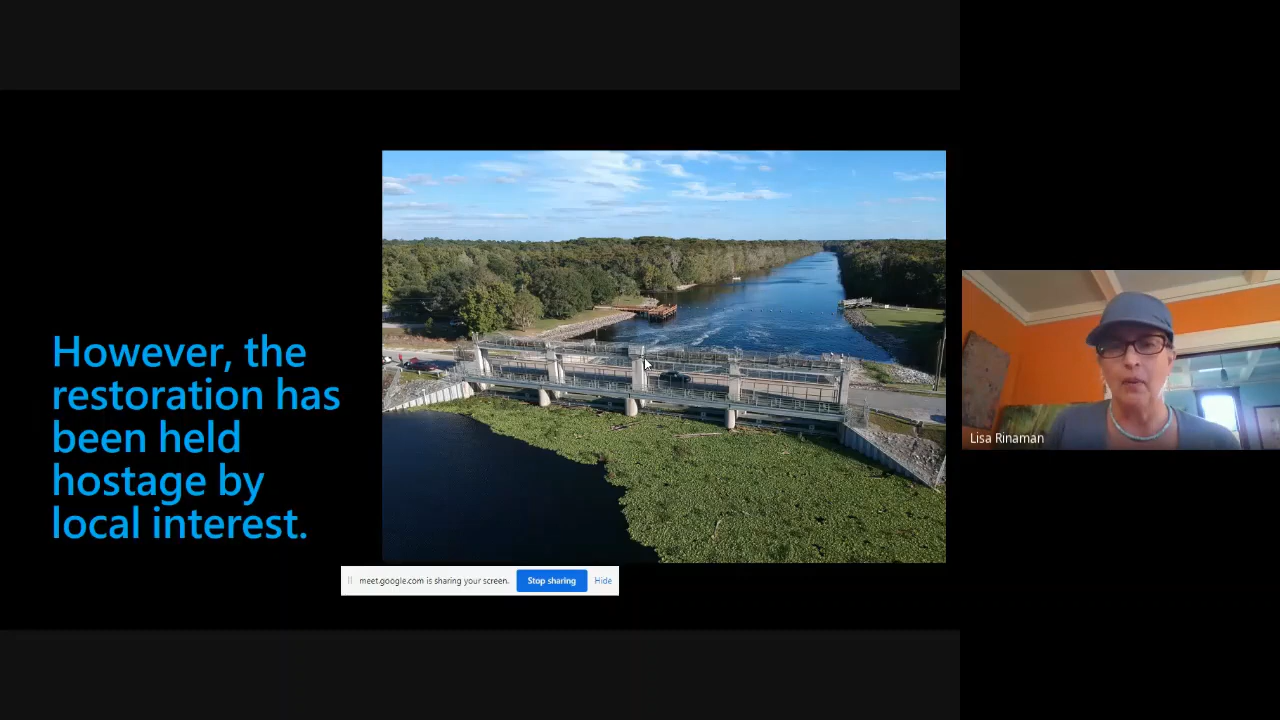 However, the
restoration has
been held
hostage by
local interest.
meet.google.com is sharing your screen. Stop sharing Hide
Lisa Rinaman